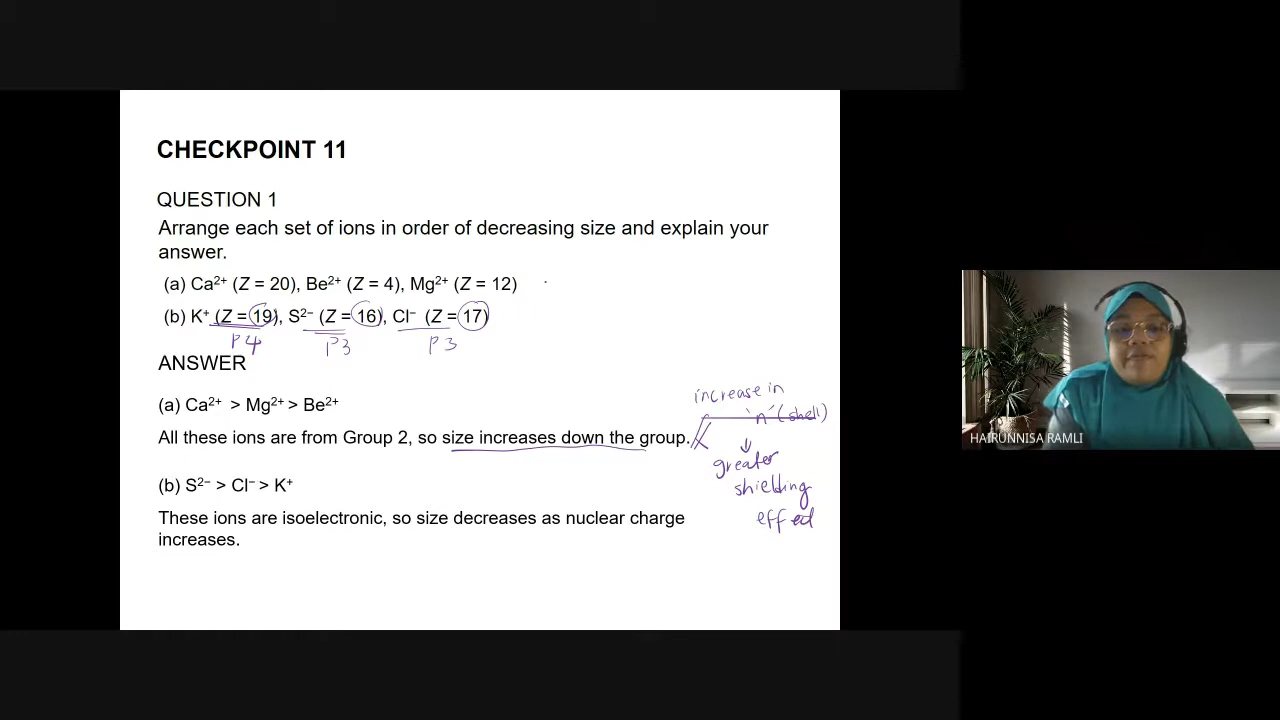 CHECKPOINT 11
QUESTION 1
Arrange each set of ions in order of decreasing size and explain your
answer.
(a) Ca²⁺ (Z = 20), Be²⁺ (Z = 4), Mg²⁺ (Z = 12)
(b) K⁺ (Z = 19), S²⁻ (Z = 16), Cl⁻ (Z = 17)
P4 P3 P3
ANSWER
(a) Ca²⁺ > Mg²⁺ > Be²⁺
All these ions are from Group 2, so size increases down the group.
increase in
'n' (shell)
greater
shielding
effect
(b) S²⁻ > Cl⁻ > K⁺
These ions are isoelectronic, so size decreases as nuclear charge
increases.
HAIRUNNISA RAMLI